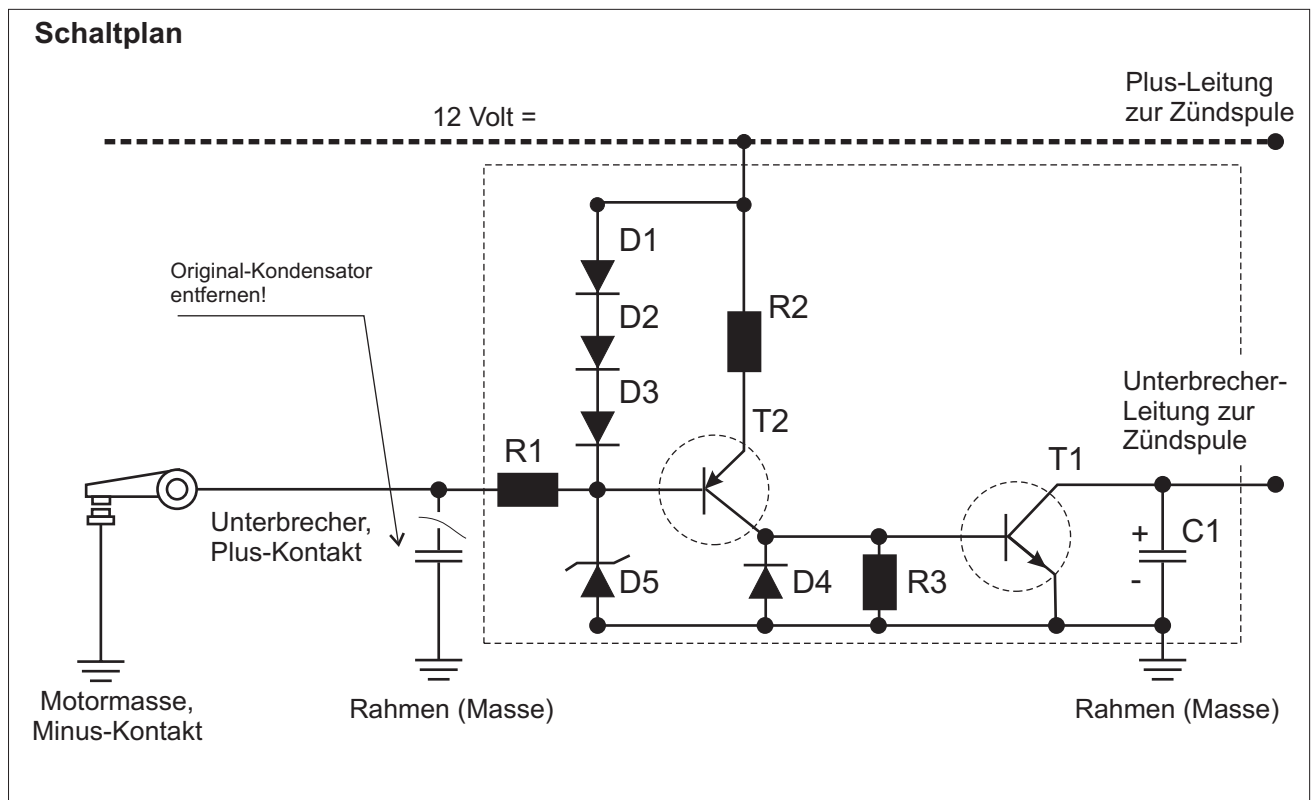 Schaltplan
Plus-Leitung
zur Zündspule
12 Volt =
D1
Original-Kondensator
entfernen!
D2
R2
D3
Unterbrecher-
Leitung zur
Zündspule
T2
R1
T1
Unterbrecher,
Plus-Kontakt
+
C1
-
D5
D4
R3
Motormasse,
Minus-Kontakt
Rahmen (Masse)
Rahmen (Masse)